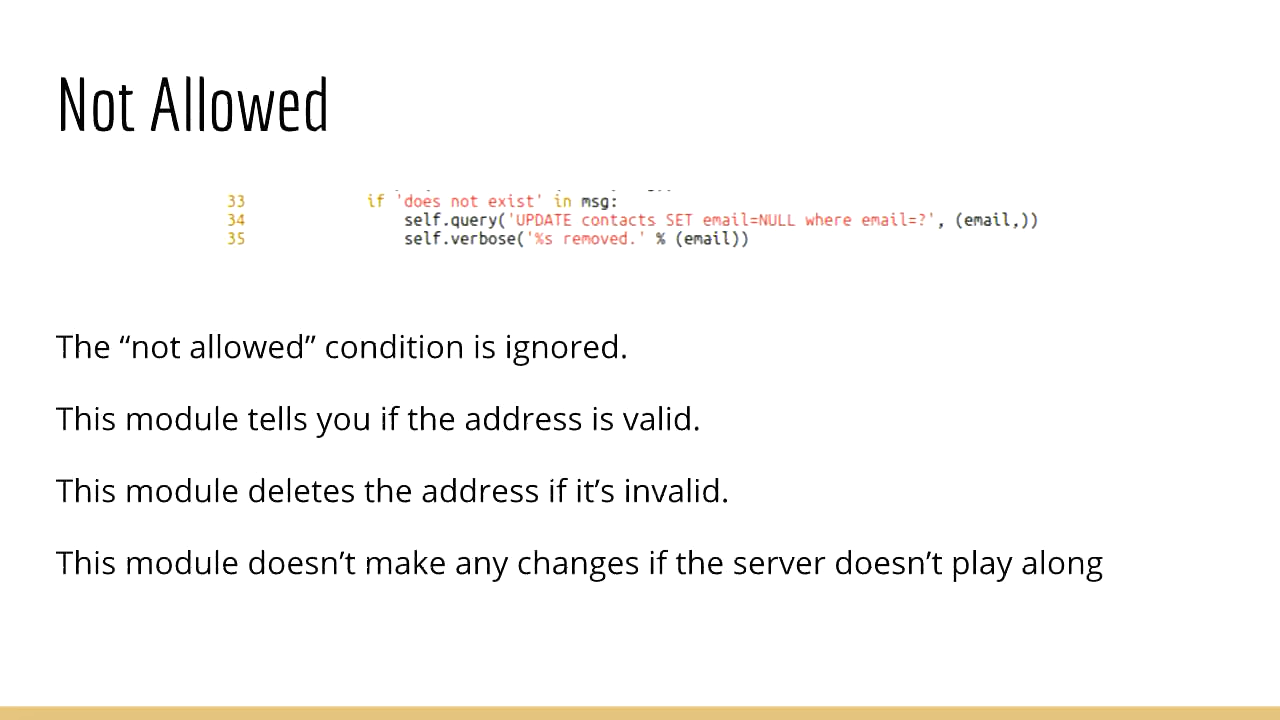 Not Allowed
33 if 'does not exist' in msg:
34 self.query('UPDATE contacts SET email=NULL where email=?', (email,))
35 self.verbose('%s removed.' % (email))
The “not allowed” condition is ignored.
This module tells you if the address is valid.
This module deletes the address if it’s invalid.
This module doesn’t make any changes if the server doesn’t play along